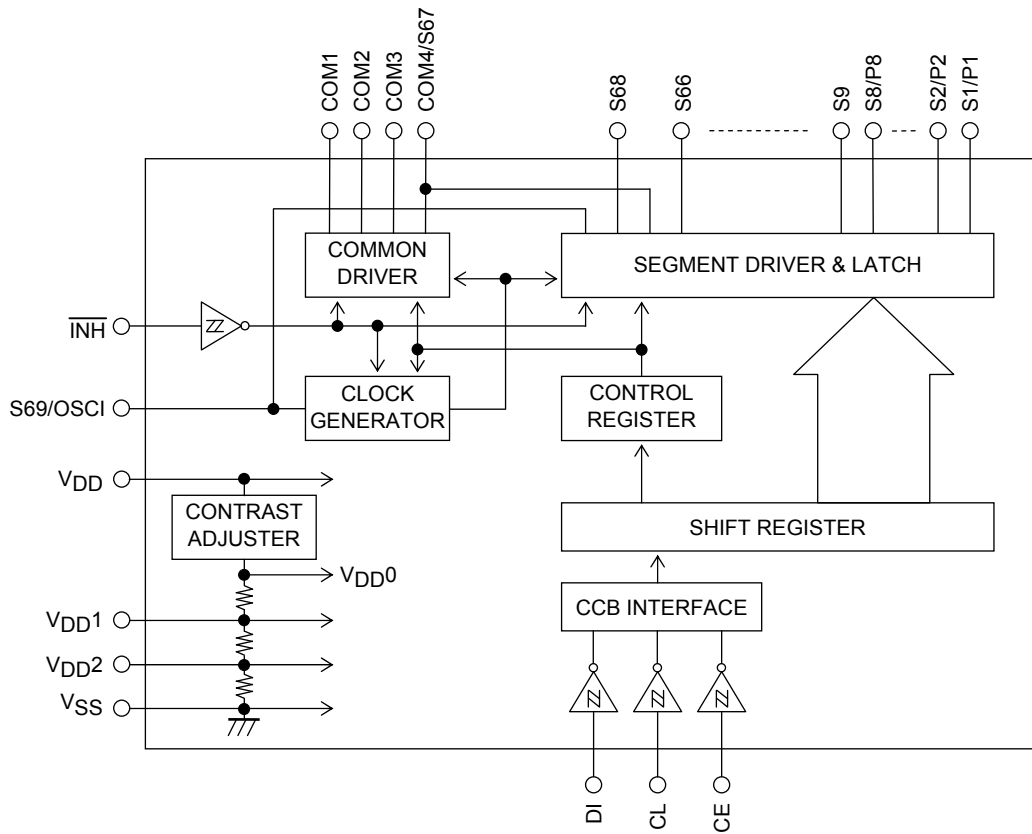 COM1
COM2
COM3
COM4/S67
S68
S66
S9
S8/P8
S2/P2
S1/P1
COMMON
DRIVER
SEGMENT DRIVER & LATCH
INH
S69/OSCI
CLOCK
GENERATOR
CONTROL
REGISTER
VDD
CONTRAST
ADJUSTER
SHIFT REGISTER
VDD0
CCB INTERFACE
VDD1
VDD2
VSS
DI
CL
CE